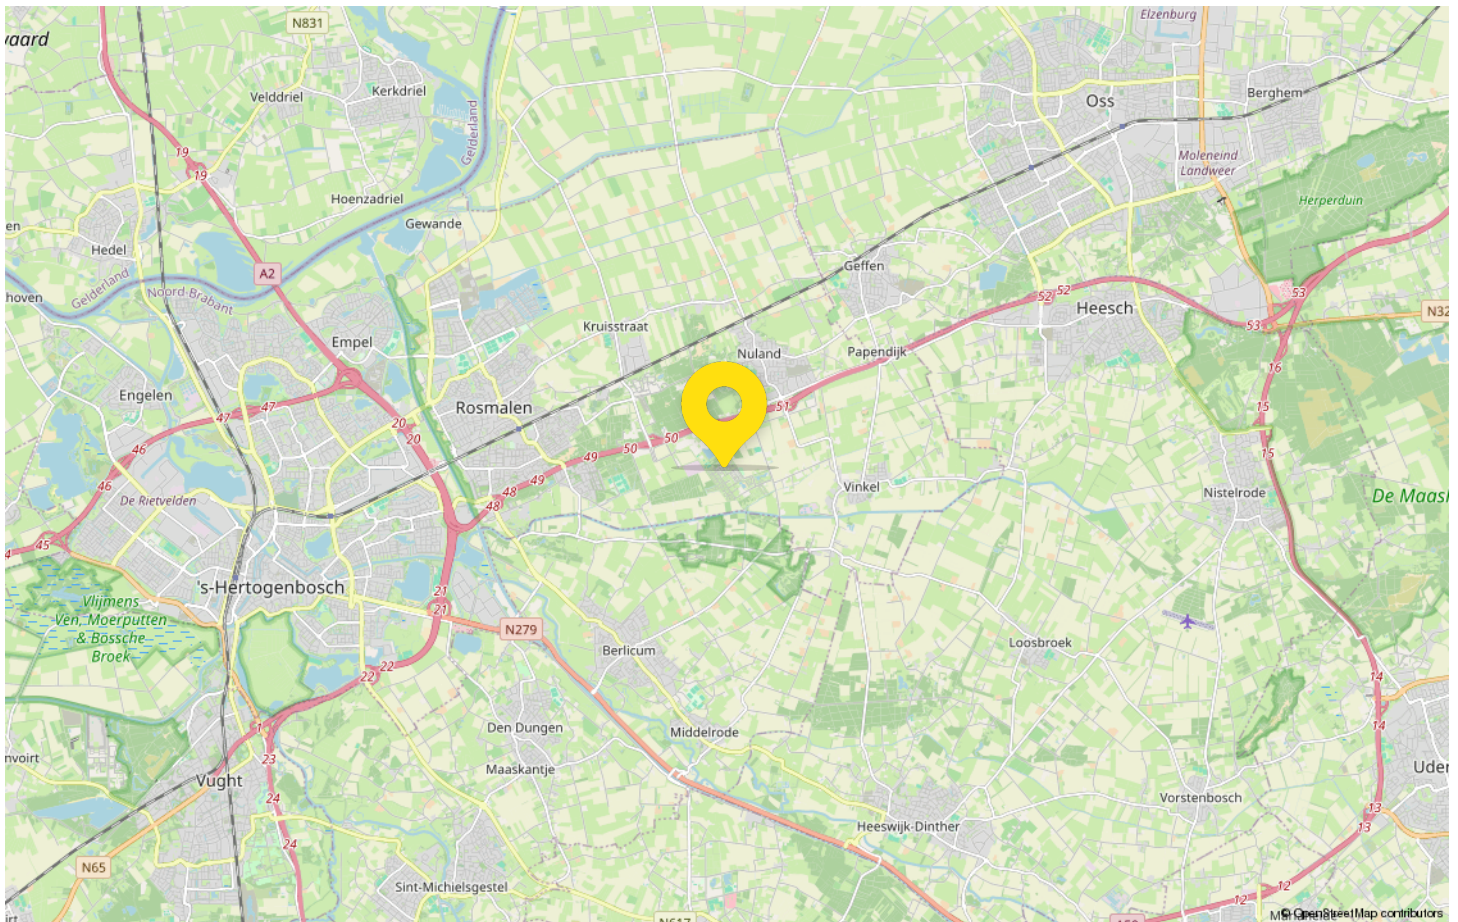 N831
Elzenburg
vaard
Velddriel
Kerkdriel
Oss
Berghem
Gelderland
19
19
Moleneind
Landweer
Hoenzadriel
Herperduin
Gewande
en
Hedel
A2
Geffen
Gelderland
Noord-Brabant
hoven
52
52
53
Heesch
N32
53
Kruisstraat
Empel
Nuland
Papendijk
16
Engelen
47
47
Rosmalen
51
15
20
20
50
50
46
49
15
46
49
48
48
Vinkel
Nistelrode
De Maas
De Rietvelden
45
4
's-Hertogenbosch
21
21
Vlijmens
Ven, Moerputten
& Bossche
Broek
N279
Berlicum
Loosbroek
22
22
14
14
1
Den Dungen
Middelrode
nvoirt
23
Maaskantje
Uder
Vught
24
Vorstenbosch
13
13
Heeswijk-Dinther
24
N65
Sint-Michielsgestel
12
12
N617
© OpenStreetMap contributors